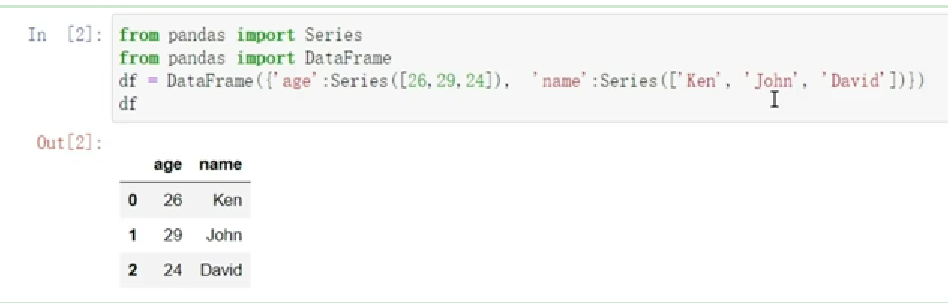 In [2]: from pandas import Series
from pandas import DataFrame
df = DataFrame({'age':Series([26,29,24]), 'name':Series(['Ken', 'John', 'David'])})
df
Out[2]:
age name
0 26 Ken
1 29 John
2 24 David